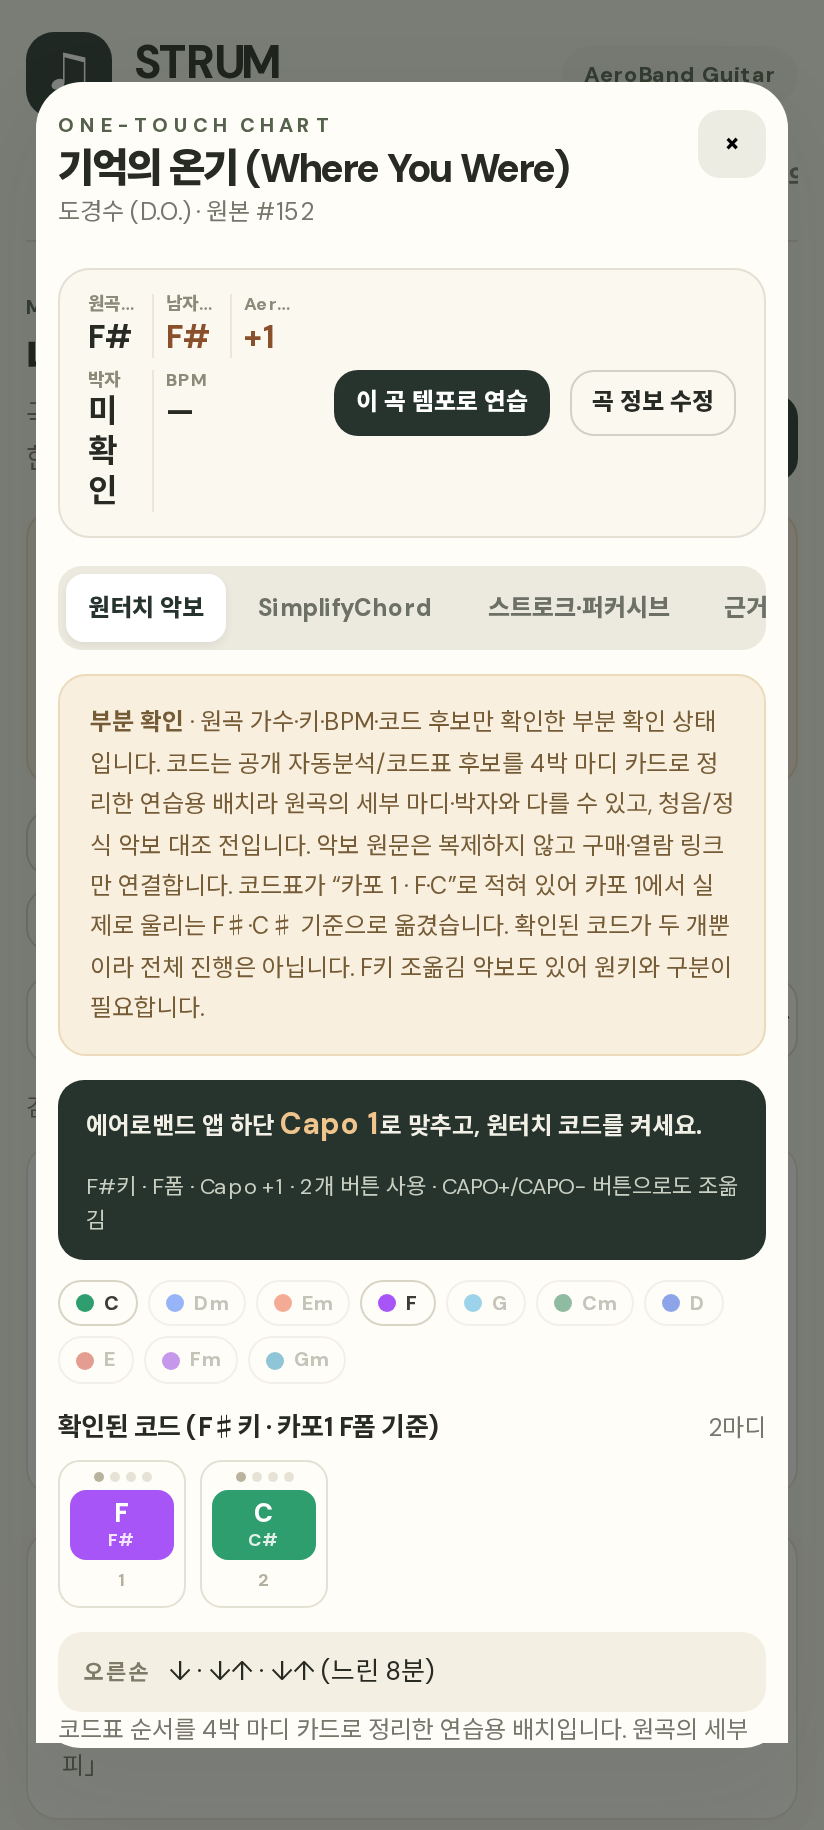 STRUM
AeroBand Guitar
ONE-TOUCH CHART
×
기억의 온기 (Where You Were)
도경수 (D.O.) · 원본 #152
원곡... 남자... Aer...
F# F# +1
박자 BPM
미확인 —
이 곡 템포로 연습 곡 정보 수정
원터치 악보 SimplifyChord 스트로크·퍼커시브 근거
부분 확인 · 원곡 가수·키·BPM·코드 후보만 확인한 부분 확인 상태
입니다. 코드는 공개 자동분석/코드표 후보를 4박 마디 카드로 정
리한 연습용 배치라 원곡의 세부 마디·박자와 다를 수 있고, 청음/정
식 악보 대조 전입니다. 악보 원문은 복제하지 않고 구매·열람 링크
만 연결합니다. 코드표가 “카포 1 · F·C”로 적혀 있어 카포 1에서 실
제로 울리는 F♯·C♯ 기준으로 옮겼습니다. 확인된 코드가 두 개뿐
이라 전체 진행은 아닙니다. F키 조옮김 악보도 있어 원키와 구분이
필요합니다.
에어로밴드 앱 하단 Capo 1로 맞추고, 원터치 코드를 켜세요.
F#키 · F폼 · Capo +1 · 2개 버튼 사용 · CAPO+/CAPO− 버튼으로도 조옮
김
C Dm Em F G Cm D
E Fm Gm
확인된 코드 (F♯키 · 카포1 F폼 기준) 2마디
F C
F# C#
1 2
오른손 ↓ · ↓↑ · ↓↑ (느린 8분)
코드표 순서를 4박 마디 카드로 정리한 연습용 배치입니다. 원곡의 세부
피」